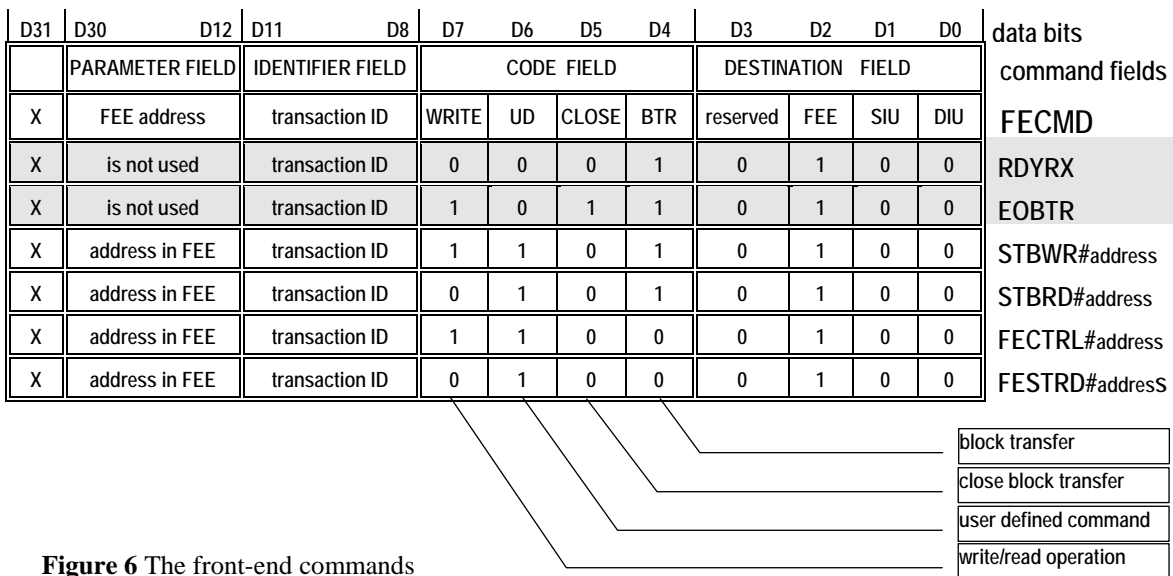 D31 D30 D12 D11 D8 D7 D6 D5 D4 D3 D2 D1 D0 data bits
PARAMETER FIELD IDENTIFIER FIELD CODE FIELD DESTINATION FIELD command fields
X FEE address transaction ID WRITE UD CLOSE BTR reserved FEE SIU DIU FECMD
X is not used transaction ID 0 0 0 1 0 1 0 0 RDYRX
X is not used transaction ID 1 0 1 1 0 1 0 0 EOBTR
X address in FEE transaction ID 1 1 0 1 0 1 0 0 STBWR#address
X address in FEE transaction ID 0 1 0 1 0 1 0 0 STBRD#address
X address in FEE transaction ID 1 1 0 0 0 1 0 0 FECTRL#address
X address in FEE transaction ID 0 1 0 0 0 1 0 0 FESTRD#address
block transfer
close block transfer
user defined command
write/read operation
Figure 6 The front-end commands